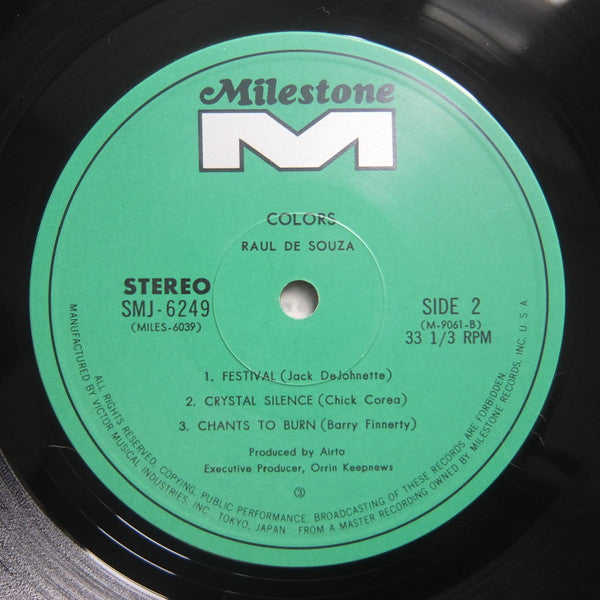 Milestone
M
COLORS
RAUL DE SOUZA
STEREO
SMJ-6249
(MILES-6039)
SIDE 2
(M-9061-B)
33 1/3 RPM
1. FESTIVAL (Jack DeJohnette)
2. CRYSTAL SILENCE (Chick Corea)
3. CHANTS TO BURN (Barry Finnerty)
Produced by Airto
Executive Producer, Orrin Keepnews
③
ALL RIGHTS RESERVED. COPYING. PUBLIC PERFORMANCE. BROADCASTING OF THESE RECORDS ARE FORBIDDEN
MANUFACTURED BY VICTOR MUSICAL INDUSTRIES INC., TOKYO, JAPAN. FROM A MASTER RECORDING OWNED BY MILESTONE RECORDS, INC. U.S.A.